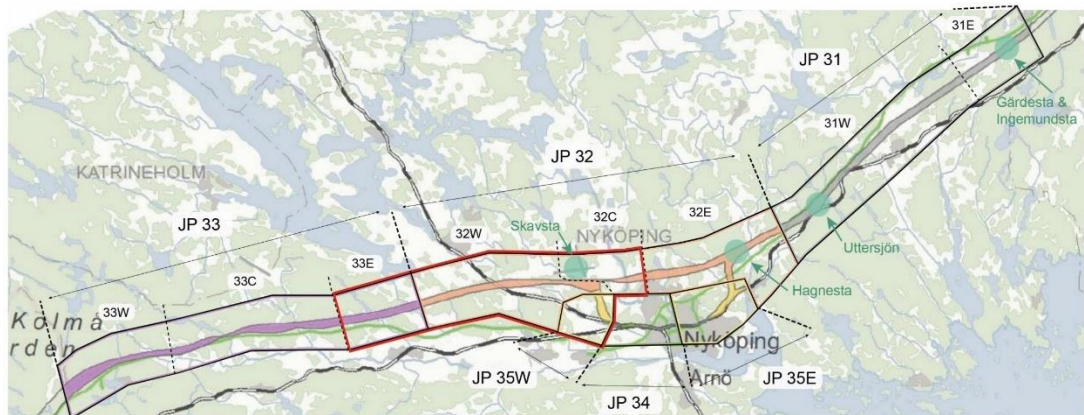 31E
JP 31
Gärdesta &
Ingemundsta
31W
JP 32
KATRINEHOLM
JP 33
Skavsta
32C
32E
32W
NYKÖPING
Uttersjön
33E
33C
Hagnesta
33W
Kolmå
rden
Nyköping
JP 35W
Arnö
JP 35E
JP 34